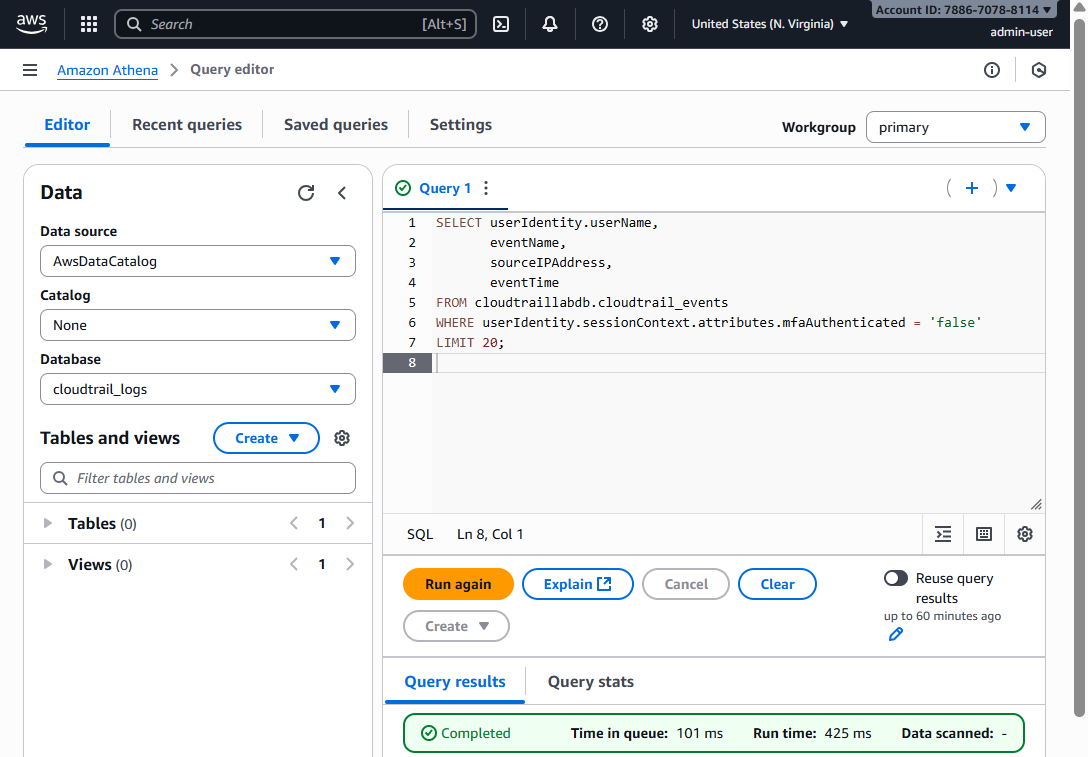 aws
Search [Alt+S]
United States (N. Virginia)
Account ID: 7886-7078-8114
admin-user
Amazon Athena Query editor
Editor Recent queries Saved queries Settings
Workgroup primary
Data
Data source
AwsDataCatalog
Catalog
None
Database
cloudtrail_logs
Tables and views Create
Filter tables and views
Tables (0) 1
Views (0) 1
Query 1
1 SELECT userIdentity.userName,
2 eventName,
3 sourceIPAddress,
4 eventTime
5 FROM cloudtraillabdb.cloudtrail_events
6 WHERE userIdentity.sessionContext.attributes.mfaAuthenticated = 'false'
7 LIMIT 20;
8
SQL Ln 8, Col 1
Run again Explain Cancel Clear
Create
Reuse query
results
up to 60 minutes ago
Query results Query stats
Completed Time in queue: 101 ms Run time: 425 ms Data scanned: -